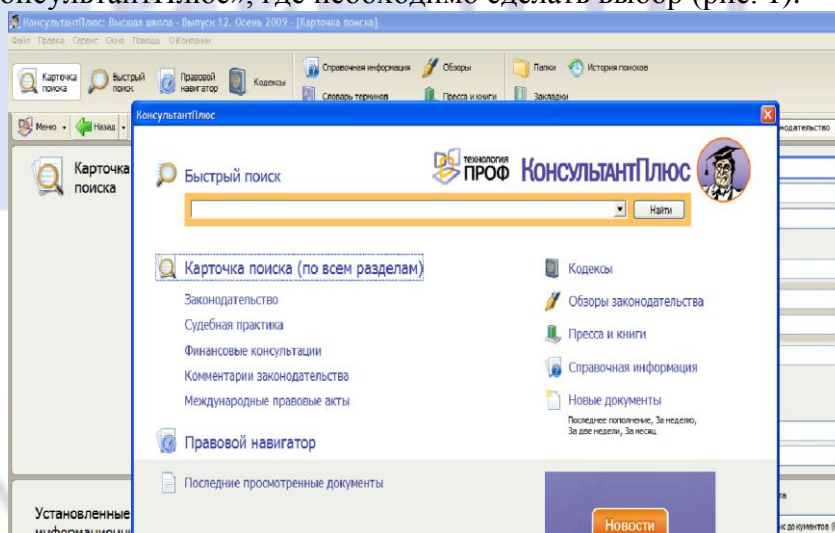 онсультантПлюс», где необходимо сделать выбор (рис. 1).
КонсультантПлюс: Высшая школа - Выпуск 12. Осень 2009 - [Карточка поиска]
Файл Правка Сервис Окна Помощь О Компании
Карточка поиска
Быстрый поиск
Правовой навигатор
Кодексы
Справочная информация
Обзоры
Папки
История поисков
Словарь терминов
Пресса и книги
Закладки
Меню
Назад
КонсультантПлюс
Карточка
поиска
Быстрый поиск
технология
ПРОФ
КонсультантПлюс
Найти
Карточка поиска (по всем разделам)
Законодательство
Судебная практика
Финансовые консультации
Комментарии законодательства
Международные правовые акты
Правовой навигатор
Последние просмотренные документы
Кодексы
Обзоры законодательства
Пресса и книги
Справочная информация
Новые документы
Последнее пополнение, За неделю,
За две недели, За месяц
Новости
Установленные